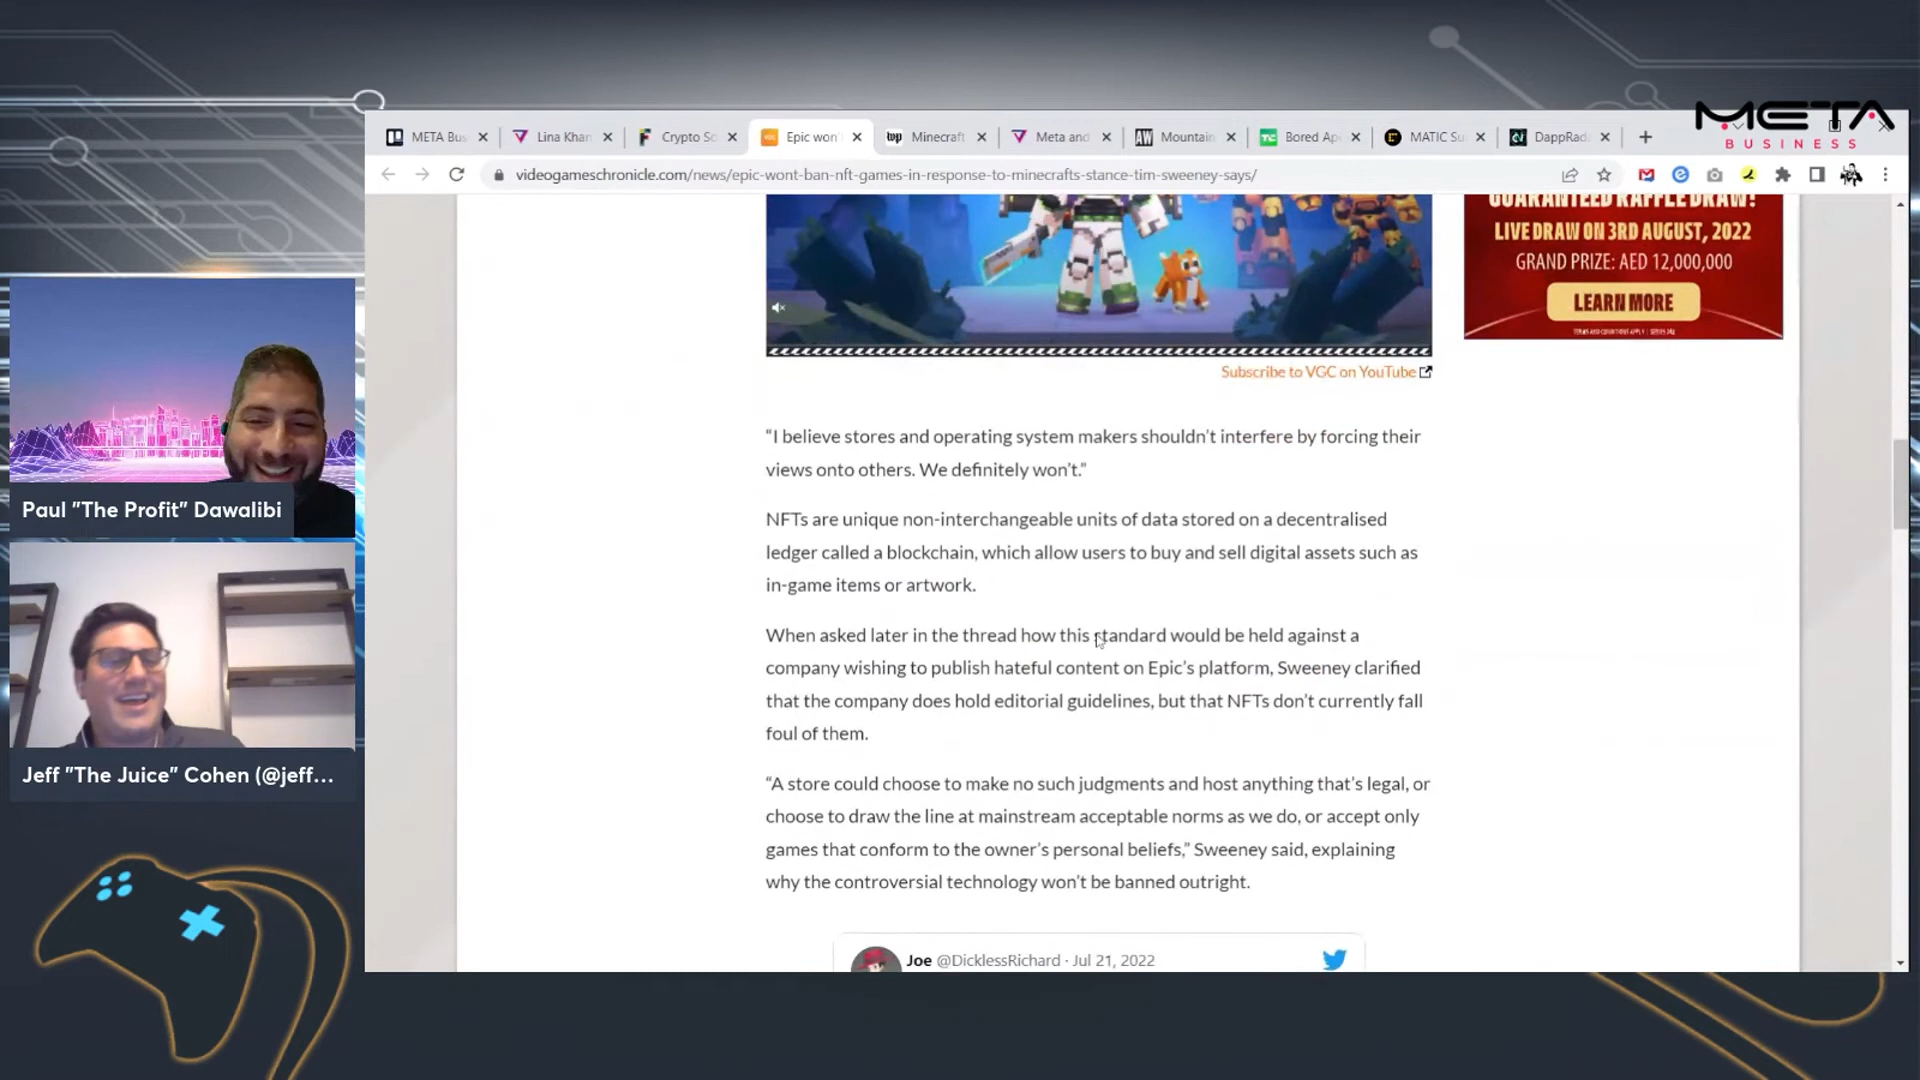 META
BUSINESS
META Bus
Lina Khan
Crypto So
Epic won'
Minecraft
Meta and
Mountain
Bored Ap
MATIC Su
DappRad
videogameschronicle.com/news/epic-wont-ban-nft-games-in-response-to-minecrafts-stance-tim-sweeney-says/
GUARANTEED RAFFLE DRAW!
LIVE DRAW ON 3RD AUGUST, 2022
GRAND PRIZE: AED 12,000,000
LEARN MORE
Subscribe to VGC on YouTube
“I believe stores and operating system makers shouldn’t interfere by forcing their
views onto others. We definitely won’t.”
NFTs are unique non-interchangeable units of data stored on a decentralised
ledger called a blockchain, which allow users to buy and sell digital assets such as
in-game items or artwork.
When asked later in the thread how this standard would be held against a
company wishing to publish hateful content on Epic’s platform, Sweeney clarified
that the company does hold editorial guidelines, but that NFTs don’t currently fall
foul of them.
“A store could choose to make no such judgments and host anything that’s legal, or
choose to draw the line at mainstream acceptable norms as we do, or accept only
games that conform to the owner’s personal beliefs,” Sweeney said, explaining
why the controversial technology won’t be banned outright.
Joe @DicklessRichard · Jul 21, 2022
Paul "The Profit" Dawalibi
Jeff "The Juice" Cohen (@jeff...